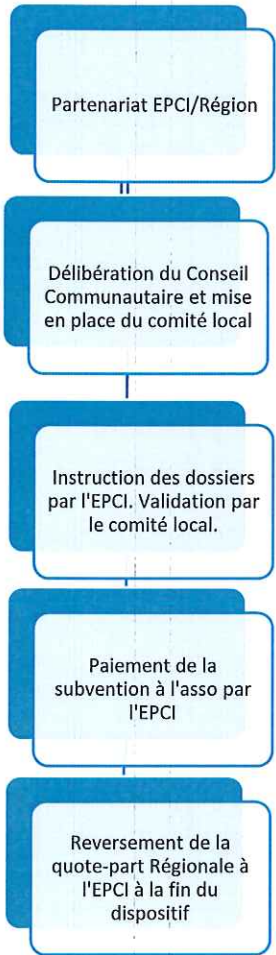 Partenariat EPCI/Région
Délibération du Conseil
Communautaire et mise
en place du comité local
Instruction des dossiers
par l'EPCI. Validation par
le comité local.
Paiement de la
subvention à l'asso par
l'EPCI
Reversement de la
quote-part Régionale à
l'EPCI à la fin du
dispositif